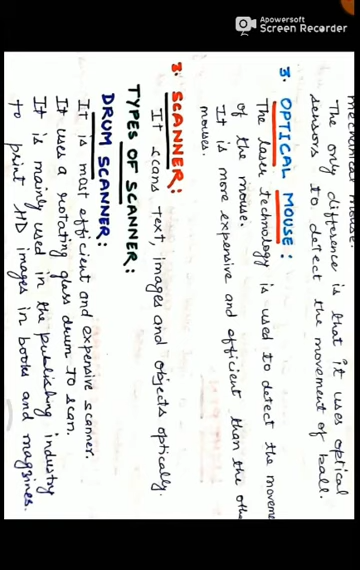 Apowersoft
Screen Recorder
mechanical mouse.
The only difference is that it uses optical
sensors to detect the movement of ball.
3. OPTICAL MOUSE:
The laser technology is used to detect the moveme
of the mouse.
It is more expensive and efficient than the othe
mouses.
3. SCANNER:
It scans text, images and objects optically.
TYPES OF SCANNER:
DRUM SCANNER:
It is most efficient and expensive scanner.
It uses a rotating glass drum to scan.
It is mainly used in the publishing industry
to print HD images in books and magzines.